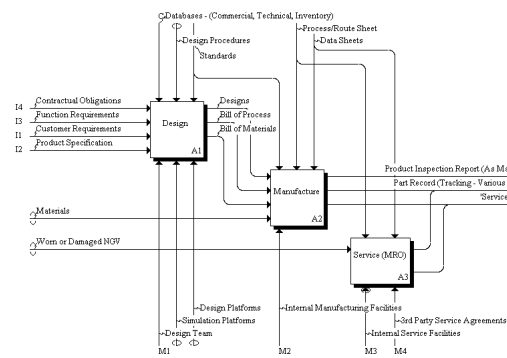 Databases - (Commercial, Technical, Inventory)
Process/Route Sheet
Design Procedures
Data Sheets
Standards
I4 Contractual Obligations
Designs
I3 Function Requirements
Bill of Process
Design
I1 Customer Requirements
Bill of Materials
I2 Product Specification
A1
Product Inspection Report (As
Part Record (Tracking - Various
Manufacture
Service
Materials
A2
Worn or Damaged NGV
Service (MRO)
A3
Design Platforms
Internal Manufacturing Facilities
Simulation Platforms
3rd Party Service Agreements
Design Team
Internal Service Facilities
M1 M2 M3 M4